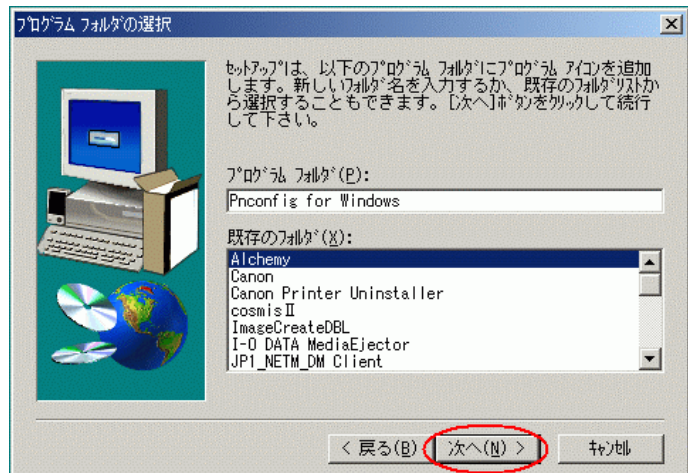 プログラム フォルダの選択
セットアップは、以下のプログラム フォルダにプログラム アイコンを追加
します。新しいフォルダ名を入力するか、既存のフォルダリストか
ら選択することもできます。[次へ]ボタンをクリックして続行
して下さい。
プログラム フォルダ(P):
Pnconfig for Windows
既存のフォルダ(X):
Alchemy
Canon
Canon Printer Uninstaller
cosmisⅡ
ImageCreateDBL
I-O DATA MediaEjector
JP1_NETM_DM Client
< 戻る(B)
次へ(N) >
キャンセル